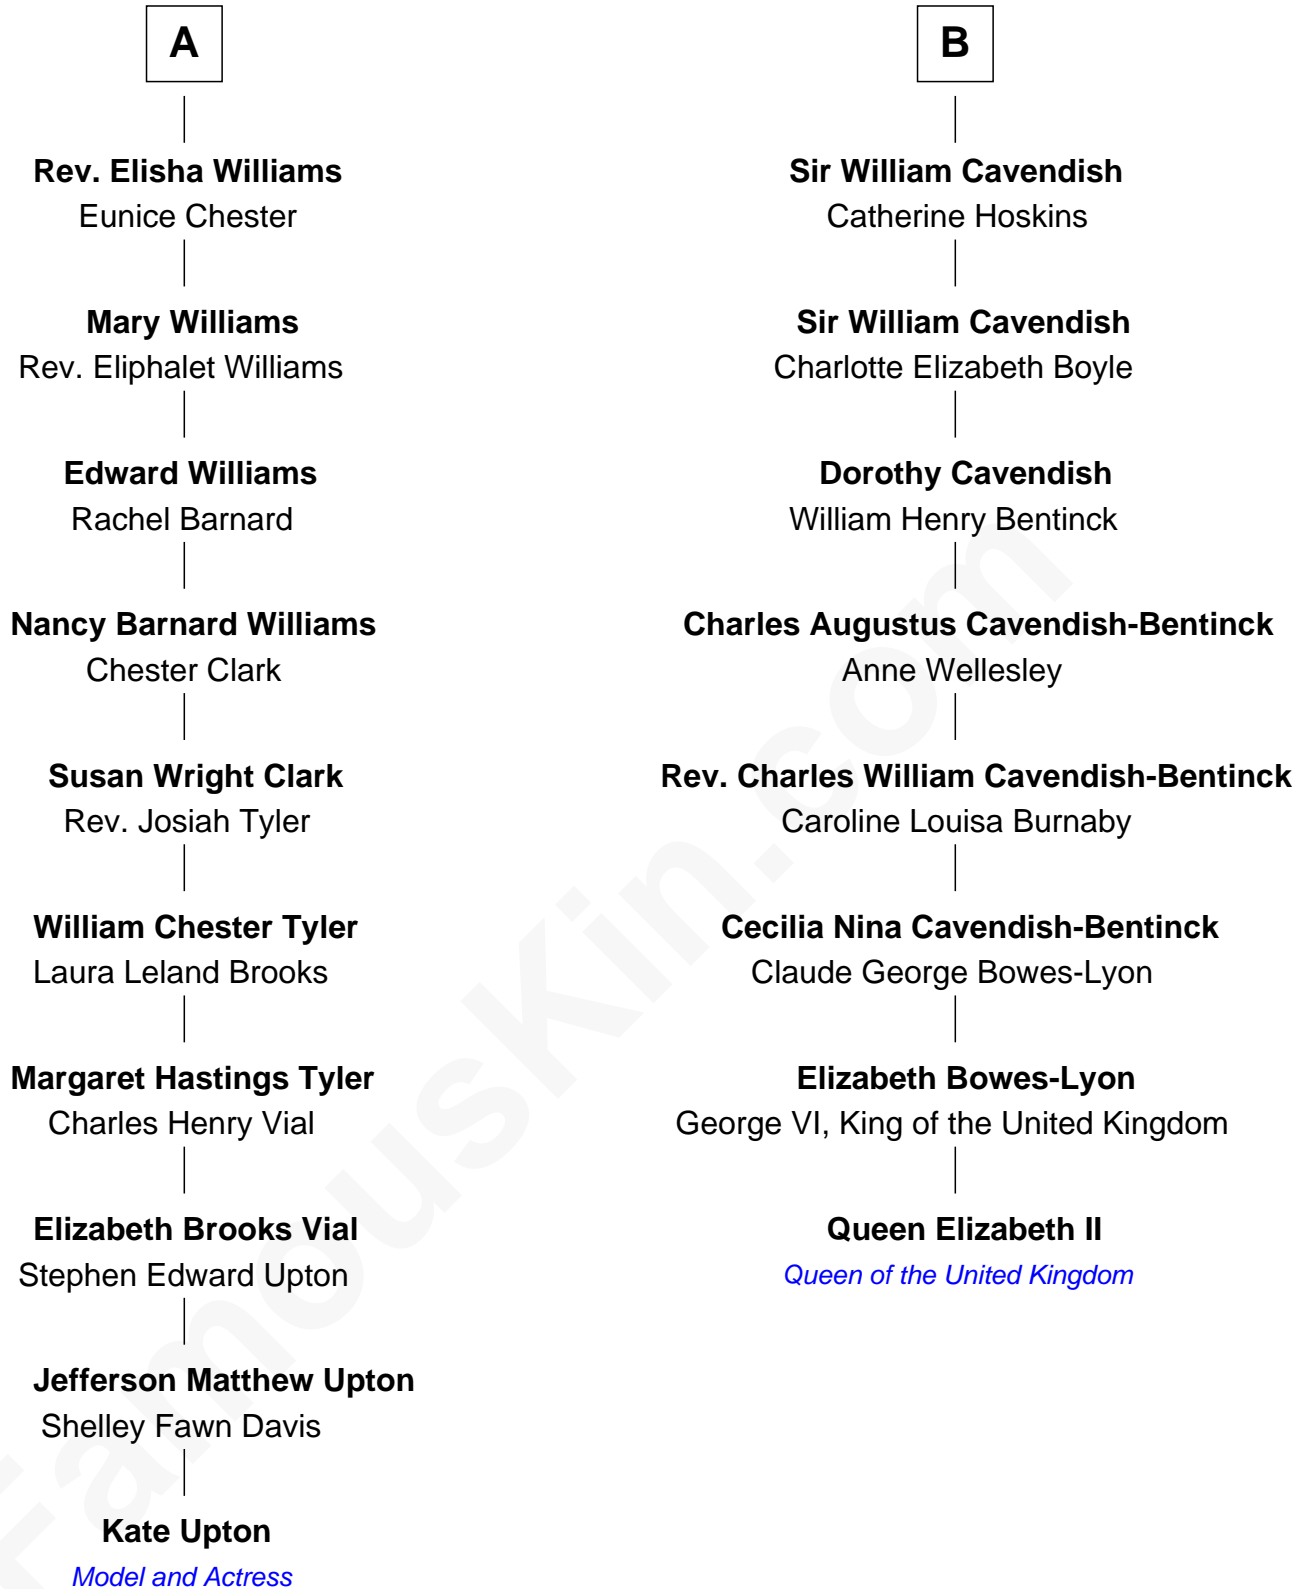 A
Rev. Elisha Williams
Eunice Chester
Mary Williams
Rev. Eliphalet Williams
Edward Williams
Rachel Barnard
Nancy Barnard Williams
Chester Clark
Susan Wright Clark
Rev. Josiah Tyler
William Chester Tyler
Laura Leland Brooks
Margaret Hastings Tyler
Charles Henry Vial
Elizabeth Brooks Vial
Stephen Edward Upton
Jefferson Matthew Upton
Shelley Fawn Davis
Kate Upton
Model and Actress
B
Sir William Cavendish
Catherine Hoskins
Sir William Cavendish
Charlotte Elizabeth Boyle
Dorothy Cavendish
William Henry Bentinck
Charles Augustus Cavendish-Bentinck
Anne Wellesley
Rev. Charles William Cavendish-Bentinck
Caroline Louisa Burnaby
Cecilia Nina Cavendish-Bentinck
Claude George Bowes-Lyon
Elizabeth Bowes-Lyon
George VI, King of the United Kingdom
Queen Elizabeth II
Queen of the United Kingdom
FamousKin.com